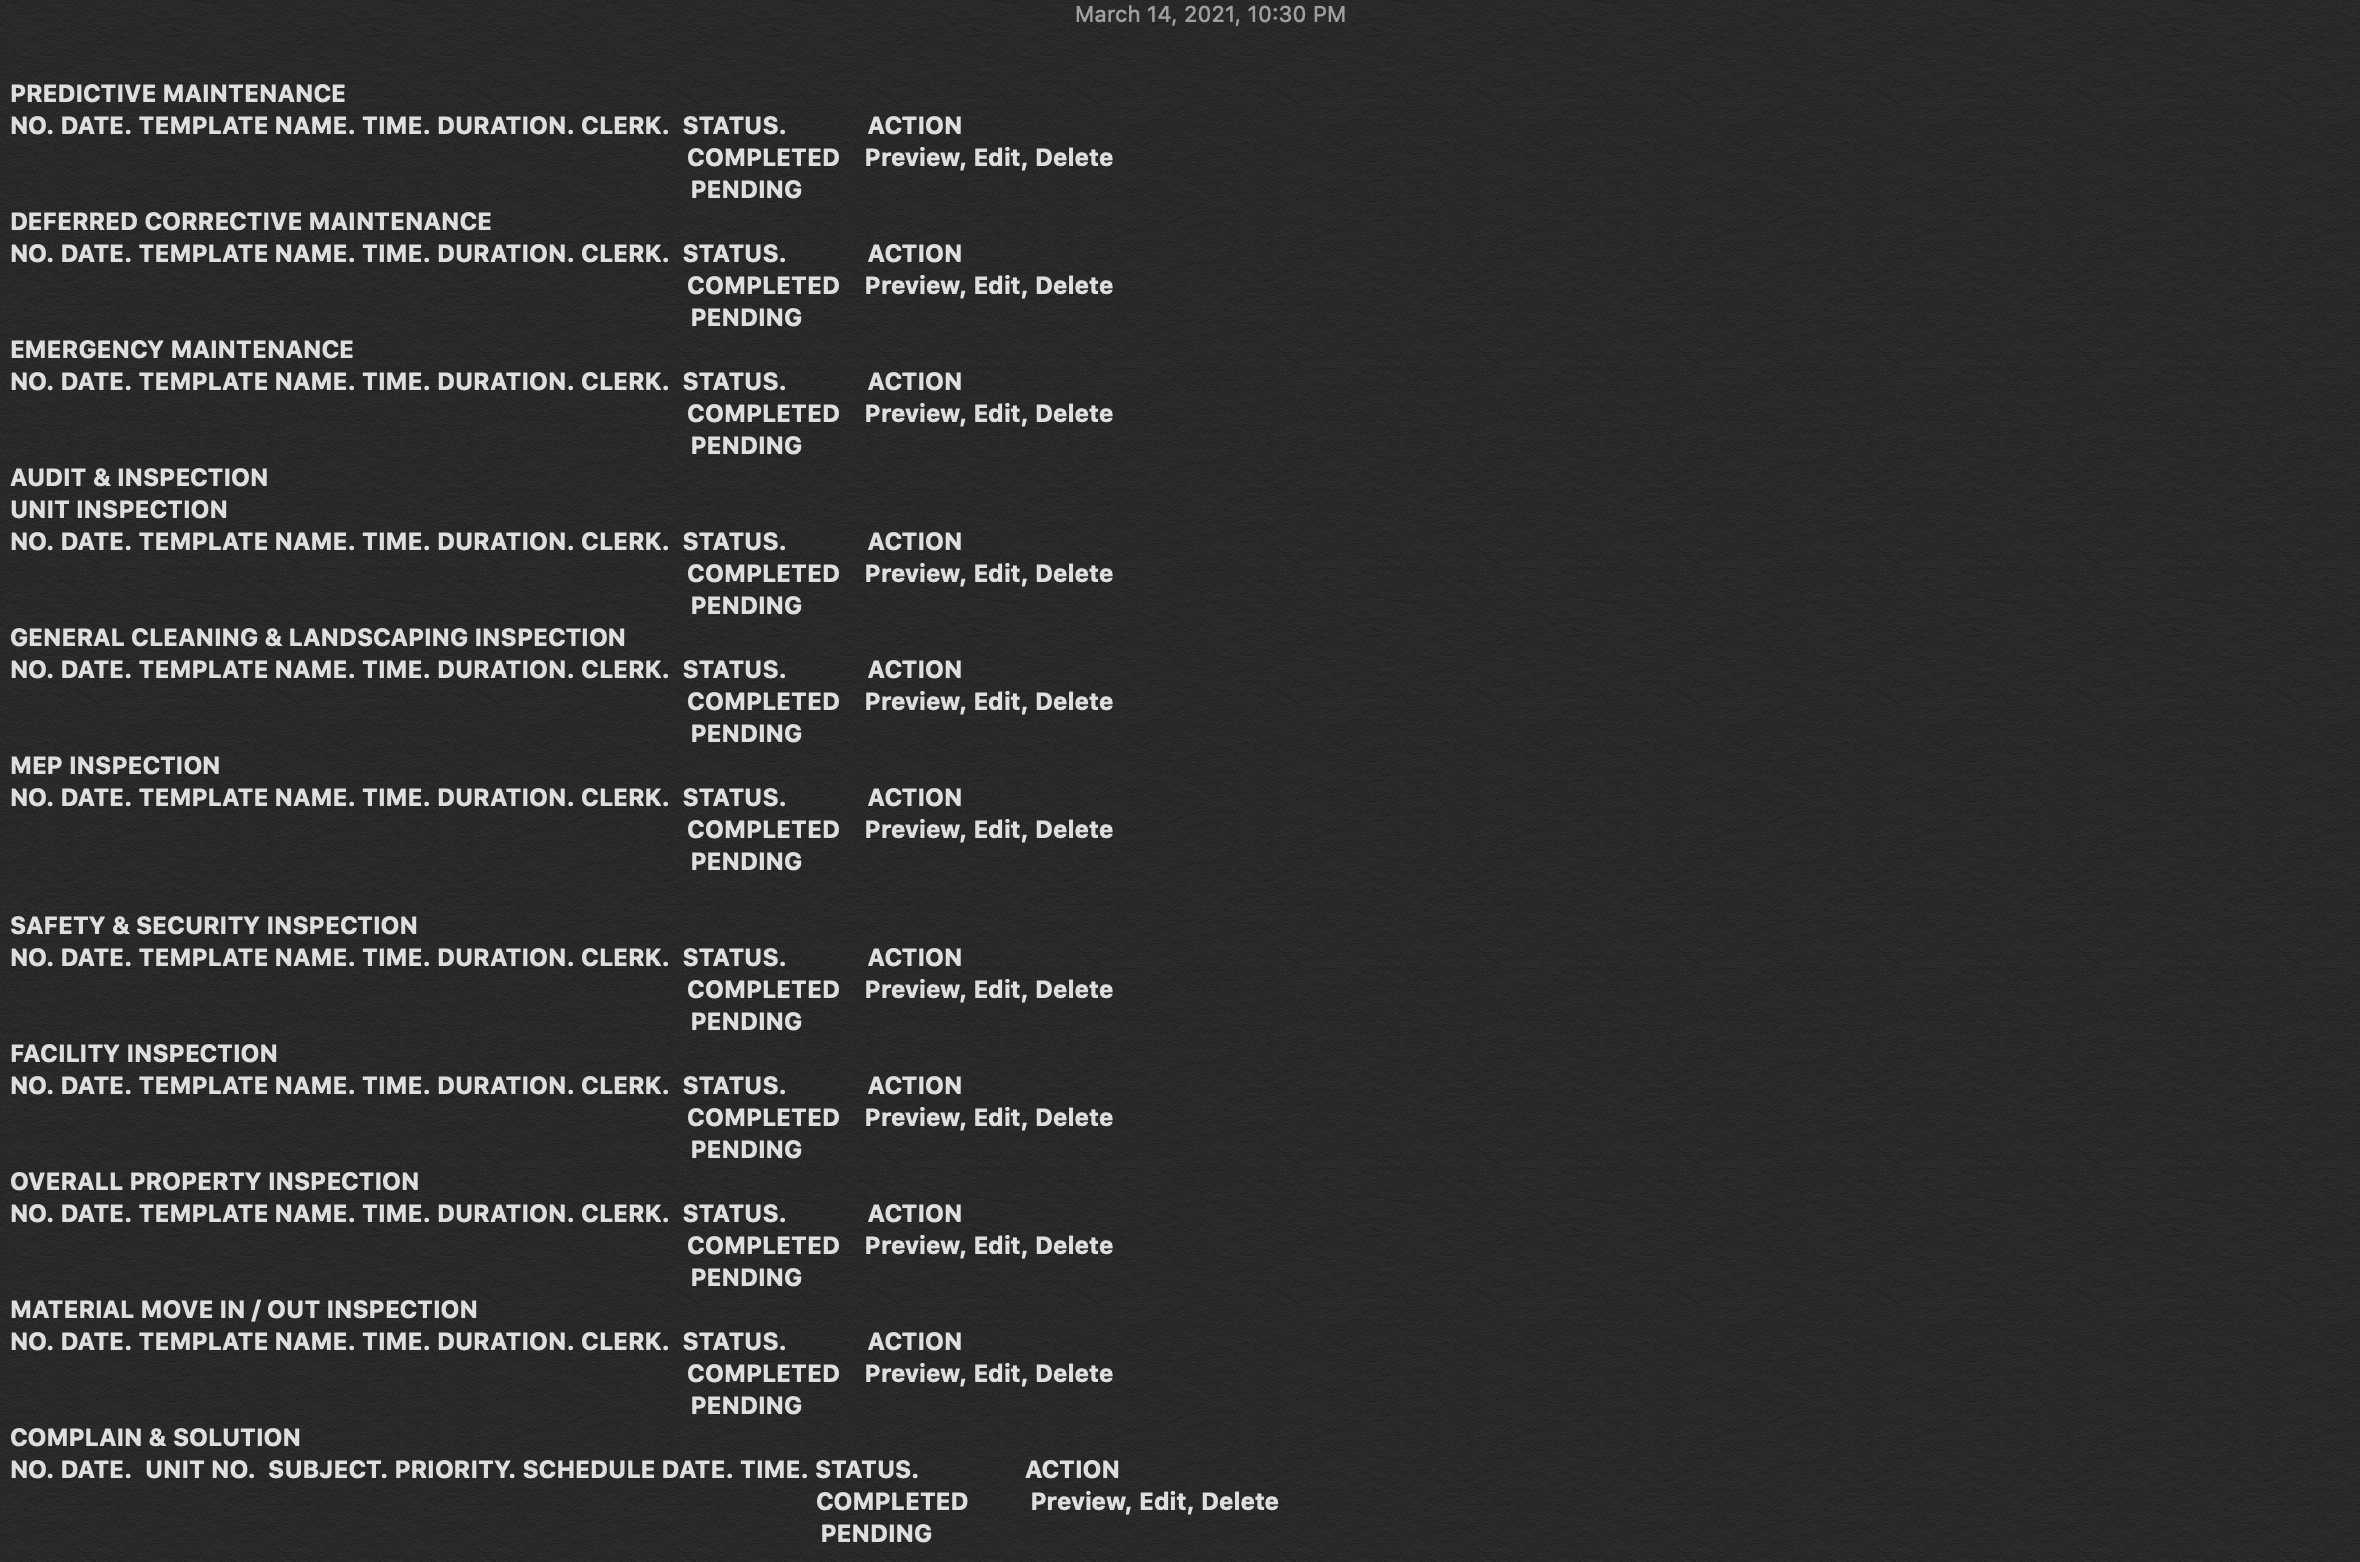 March 14, 2021, 10:30 PM
PREDICTIVE MAINTENANCE
NO. DATE. TEMPLATE NAME. TIME. DURATION. CLERK. STATUS. ACTION
COMPLETED Preview, Edit, Delete
PENDING
DEFERRED CORRECTIVE MAINTENANCE
NO. DATE. TEMPLATE NAME. TIME. DURATION. CLERK. STATUS. ACTION
COMPLETED Preview, Edit, Delete
PENDING
EMERGENCY MAINTENANCE
NO. DATE. TEMPLATE NAME. TIME. DURATION. CLERK. STATUS. ACTION
COMPLETED Preview, Edit, Delete
PENDING
AUDIT & INSPECTION
UNIT INSPECTION
NO. DATE. TEMPLATE NAME. TIME. DURATION. CLERK. STATUS. ACTION
COMPLETED Preview, Edit, Delete
PENDING
GENERAL CLEANING & LANDSCAPING INSPECTION
NO. DATE. TEMPLATE NAME. TIME. DURATION. CLERK. STATUS. ACTION
COMPLETED Preview, Edit, Delete
PENDING
MEP INSPECTION
NO. DATE. TEMPLATE NAME. TIME. DURATION. CLERK. STATUS. ACTION
COMPLETED Preview, Edit, Delete
PENDING
SAFETY & SECURITY INSPECTION
NO. DATE. TEMPLATE NAME. TIME. DURATION. CLERK. STATUS. ACTION
COMPLETED Preview, Edit, Delete
PENDING
FACILITY INSPECTION
NO. DATE. TEMPLATE NAME. TIME. DURATION. CLERK. STATUS. ACTION
COMPLETED Preview, Edit, Delete
PENDING
OVERALL PROPERTY INSPECTION
NO. DATE. TEMPLATE NAME. TIME. DURATION. CLERK. STATUS. ACTION
COMPLETED Preview, Edit, Delete
PENDING
MATERIAL MOVE IN / OUT INSPECTION
NO. DATE. TEMPLATE NAME. TIME. DURATION. CLERK. STATUS. ACTION
COMPLETED Preview, Edit, Delete
PENDING
COMPLAIN & SOLUTION
NO. DATE. UNIT NO. SUBJECT. PRIORITY. SCHEDULE DATE. TIME. STATUS. ACTION
COMPLETED Preview, Edit, Delete
PENDING